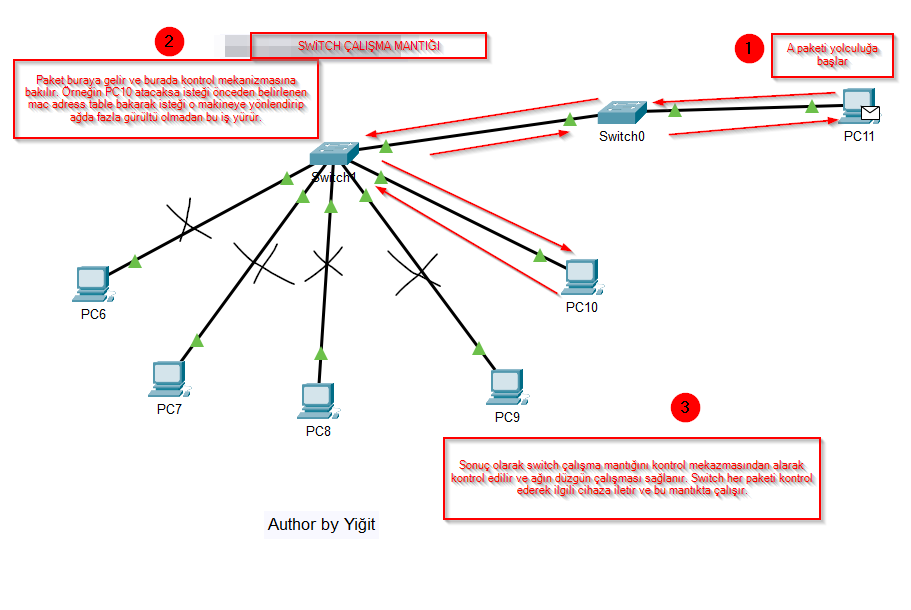 SWİTCH ÇALIŞMA MANTIĞI
2
1
A paketi yolculuğa
başlar
Paket buraya gelir ve burada kontrol mekanizmasına
bakılır. Örneğin PC10 atacaksa isteği önceden belirlenen
mac adress table bakarak isteği o makineye yönlendirip
ağda fazla gürültü olmadan bu iş yürür.
Switch0
PC11
Switch1
PC6
PC10
PC7
PC8
PC9
3
Sonuç olarak switch çalışma mantığını kontrol mekazmasından alarak
kontrol edilir ve ağın düzgün çalışması sağlanır. Switch her paketi kontrol
ederek ilgili cihaza iletir ve bu mantıkta çalışır.
Author by Yiğit